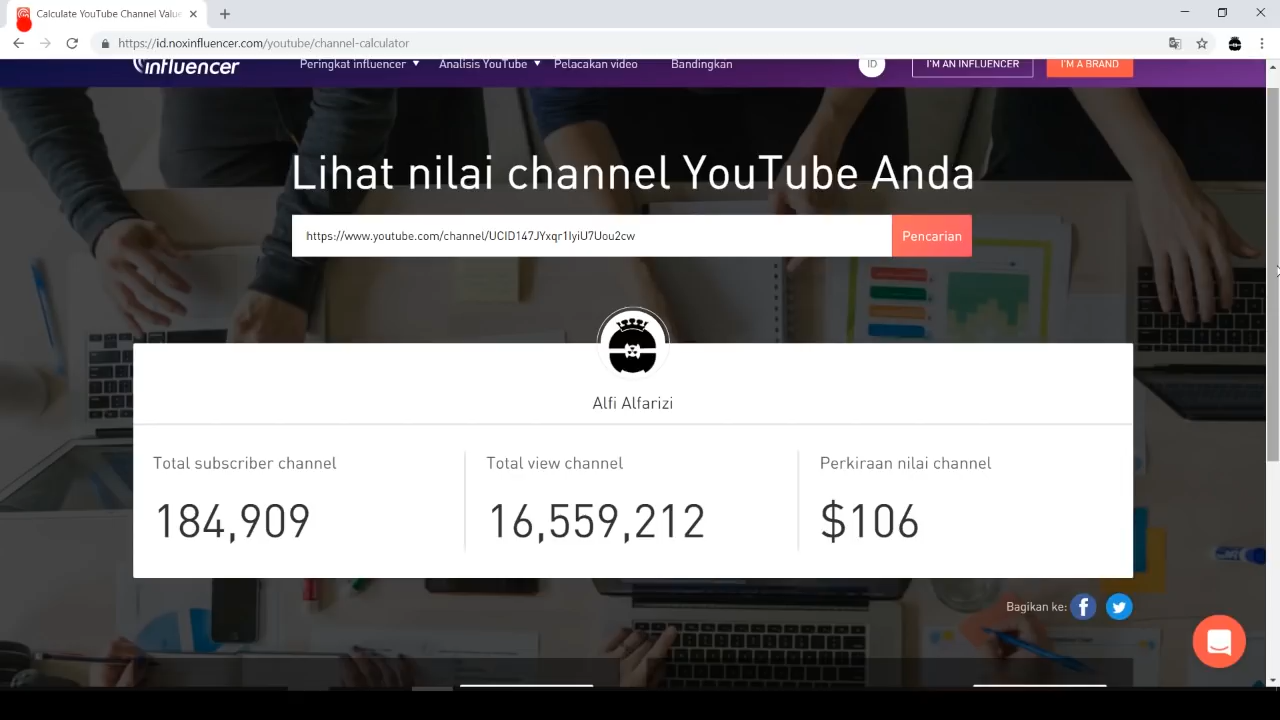 Calculate YouTube Channel Value
https://id.noxinfluencer.com/youtube/channel-calculator
influencer
Peringkat influencer
Analisis YouTube
Pelacakan video
Bandingkan
ID
I'M AN INFLUENCER
I'M A BRAND
Lihat nilai channel YouTube Anda
https://www.youtube.com/channel/UCID147JYxqr1IyiU7Uou2cw
Pencarian
Alfi Alfarizi
Total subscriber channel
Total view channel
Perkiraan nilai channel
184,909
16,559,212
$106
Bagikan ke: